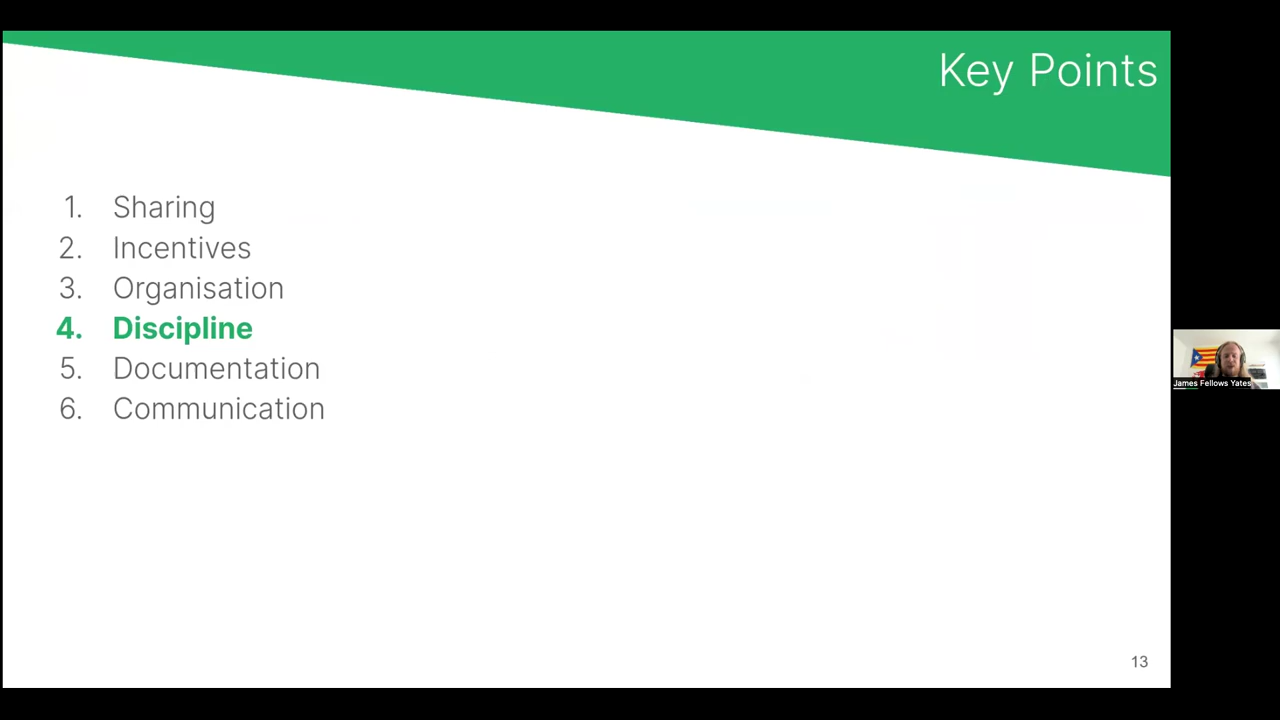 Key Points
1. Sharing
2. Incentives
3. Organisation
4. Discipline
5. Documentation
6. Communication
James Fellows Yates
13